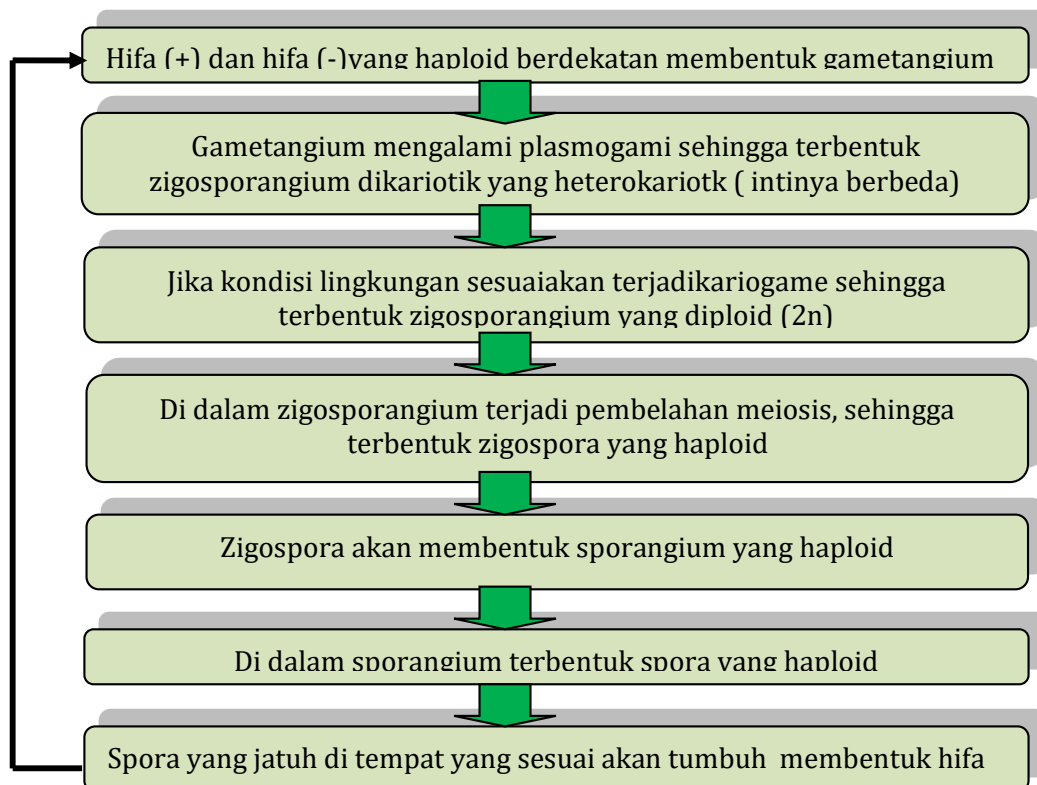 Hifa (+) dan hifa (-)yang haploid berdekatan membentuk gametangium
Gametangium mengalami plasmogami sehingga terbentuk
zigosporangium dikariotik yang heterokariotk ( intinya berbeda)
Jika kondisi lingkungan sesuaiakan terjadikariogame sehingga
terbentuk zigosporangium yang diploid (2n)
Di dalam zigosporangium terjadi pembelahan meiosis, sehingga
terbentuk zigospora yang haploid
Zigospora akan membentuk sporangium yang haploid
Di dalam sporangium terbentuk spora yang haploid
Spora yang jatuh di tempat yang sesuai akan tumbuh membentuk hifa